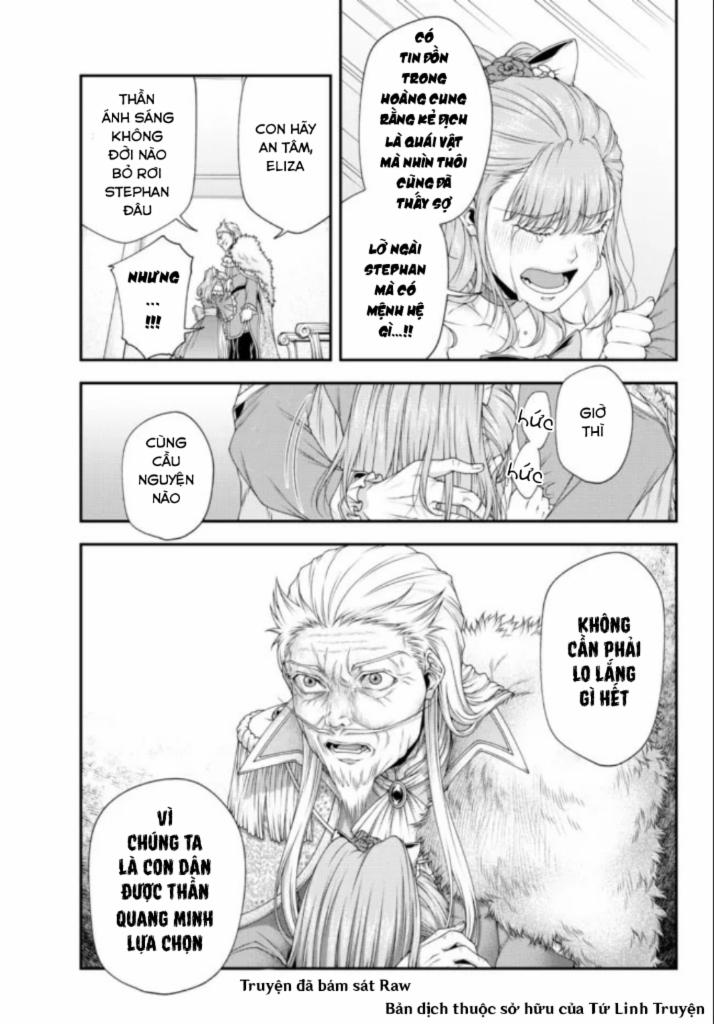 CÓ
TIN ĐỒN
TRONG
HOÀNG CUNG
RẰNG KẺ ĐỊCH
LÀ QUÁI VẬT
MÀ NHÌN THÔI
CŨNG ĐÃ
THẤY SỢ
LỠ NGÀI
STEPHAN
MÀ CÓ
MỆNH HỆ
GÌ...!!
CON HÃY
AN TÂM,
ELIZA
THẦN
ÁNH SÁNG
KHÔNG
ĐỜI NÀO
BỎ RƠI
STEPHAN
ĐÂU
NHƯNG
...
!!!
GIỜ
THÌ
hức
hức
CÙNG
CẦU
NGUYỆN
NÀO
KHÔNG
CẦN PHẢI
LO LẮNG
GÌ HẾT
VÌ
CHÚNG TA
LÀ CON DÂN
ĐƯỢC THẦN
QUANG MINH
LỰA CHỌN
Truyện đã bám sát Raw
Bản dịch thuộc sở hữu của Tứ Linh Truyện